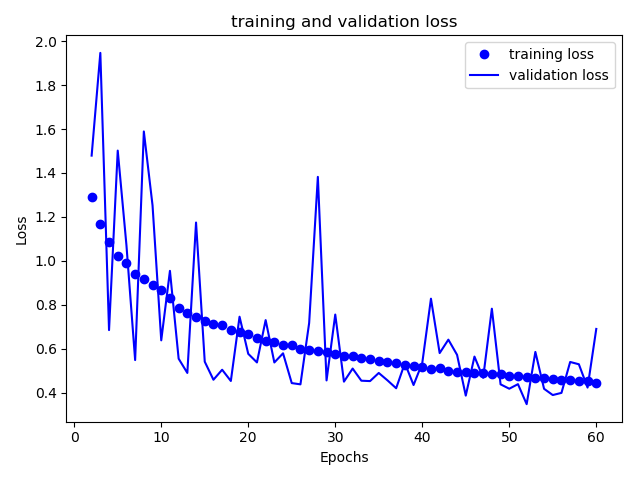 training and validation loss
training loss
validation loss
Loss
2.0
1.8
1.6
1.4
1.2
1.0
0.8
0.6
0.4
0 10 20 30 40 50 60
Epochs